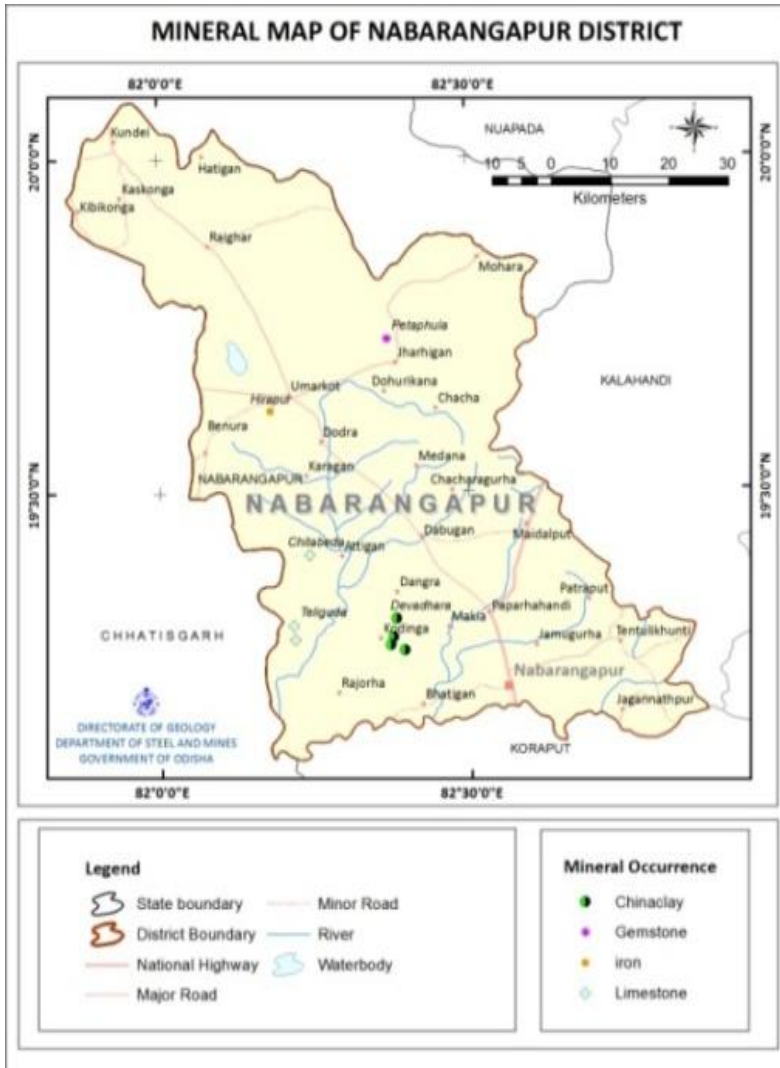 MINERAL MAP OF NABARANGAPUR DISTRICT
82°0'0"E
82°30'0"E
20°0'0"N
20°0'0"N
NUAPADA
10 5 0 10 20 30
Kilometers
Kundei
Hatigan
Kaskonga
Kibikonga
Raighar
Mohara
Petaphula
Jharhigan
KALAHANDI
Umarkot
Dohurikana
Hirapur
Chacha
Benura
Dodra
Medana
Karagan
NABARANGAPUR
Chacharagurha
19°30'0"N
19°30'0"N
NABARANGAPUR
Maidalput
Dabugan
Chitabeda
Attigan
Dangra
Patraput
Devadhara
Paparhahandi
Taliguda
Makia
CHHATISGARH
Kodinga
Jamugurha
Tentulikhunti
Nabarangapur
Rajorha
Bhatigan
Jagannathpur
DIRECTORATE OF GEOLOGY
DEPARTMENT OF STEEL AND MINES
GOVERNMENT OF ODISHA
KORAPUT
82°0'0"E
82°30'0"E
Legend
State boundary
District Boundary
National Highway
Major Road
Minor Road
River
Waterbody
Mineral Occurrence
Chinaclay
Gemstone
iron
Limestone